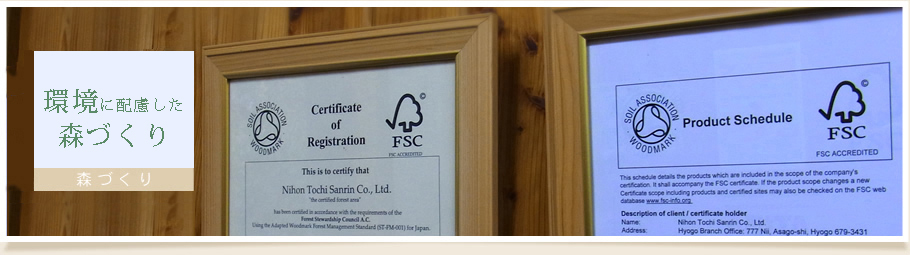 環境に配慮した
森づくり
森づくり
SOIL ASSOCIATION
WOODMARK
Certificate
of
Registration
©
FSC
FSC ACCREDITED
This is to certify that
Nihon Tochi Sanrin Co., Ltd.
"the certified forest area"
has been certified in accordance with the requirements of the
Forest Stewardship Council A.C.
Using the Adapted Woodmark Forest Management Standard (ST-FM-001) for Japan.
SOIL ASSOCIATION
WOODMARK
Product Schedule
©
FSC
FSC ACCREDITED
This schedule details the products which are included in the scope of the company's
certification. It shall accompany the FSC certificate. If the product scope changes a new
Certificate scope including products and certified sites may also be checked on the FSC web
database www.fsc-info.org
Description of client / certificate holder
Name: Nihon Tochi Sanrin Co., Ltd.
Address: Hyogo Branch Office: 777 Nii, Asago-shi, Hyogo 679-3431